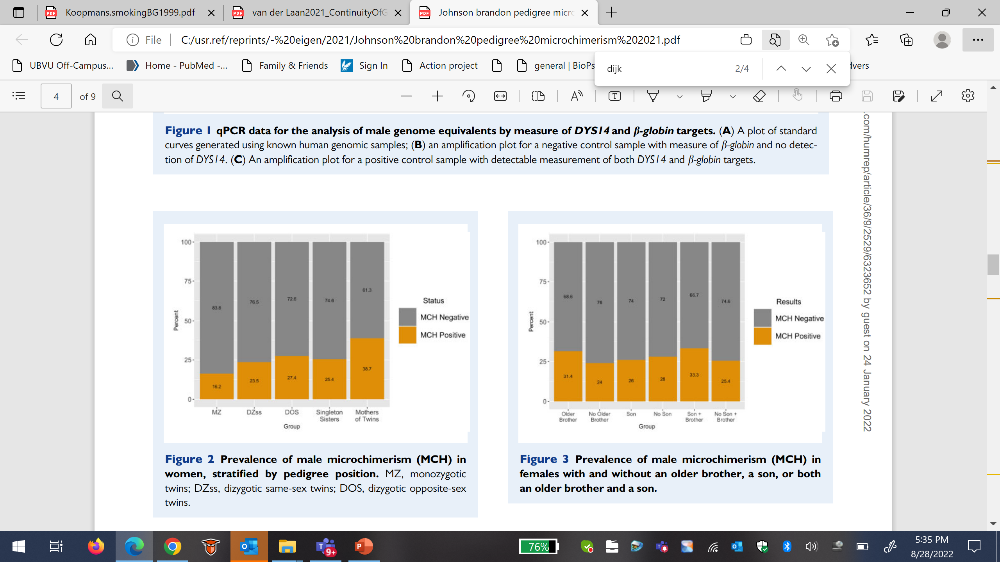 Koopmans.smokingBG1999.pdf
van der Laan2021_ContinuityOfG
Johnson brandon pedigree micro
File
C:/usr.ref/reprints/-%20eigen/2021/Johnson%20brandon%20pedigree%20microchimerism%202021.pdf
UBVU Off-Campus...
Home - PubMed -...
Family & Friends
Sign In
Action project
general | BioPs
dvers
dijk
2/4
4
of 9
Figure 1 qPCR data for the analysis of male genome equivalents by measure of DYS14 and β-globin targets. (A) A plot of standard
curves generated using known human genomic samples; (B) an amplification plot for a negative control sample with measure of β-globin and no detec-
tion of DYS14. (C) An amplification plot for a positive control sample with detectable measurement of both DYS14 and β-globin targets.
.com/humrep/article/36/9/2529/6323652 by guest on 24 January 2022
100
75
50
25
0
Percent
83.8
76.5
72.6
74.6
61.3
16.2
23.5
27.4
25.4
38.7
MZ
DZss
DOS
Singleton
Sisters
Mothers
of Twins
Group
Status
MCH Negative
MCH Positive
Figure 2 Prevalence of male microchimerism (MCH) in
women, stratified by pedigree position. MZ, monozygotic
twins; DZss, dizygotic same-sex twins; DOS, dizygotic opposite-sex
twins.
100
75
50
25
0
Percent
68.6
76
74
72
66.7
74.6
31.4
24
26
28
33.3
25.4
Older
Brother
No Older
Brother
Son
No Son
Son +
Brother
No Son +
Brother
Group
Results
MCH Negative
MCH Positive
Figure 3 Prevalence of male microchimerism (MCH) in
females with and without an older brother, a son, or both
an older brother and a son.
9+
76%
5:35 PM
8/28/2022